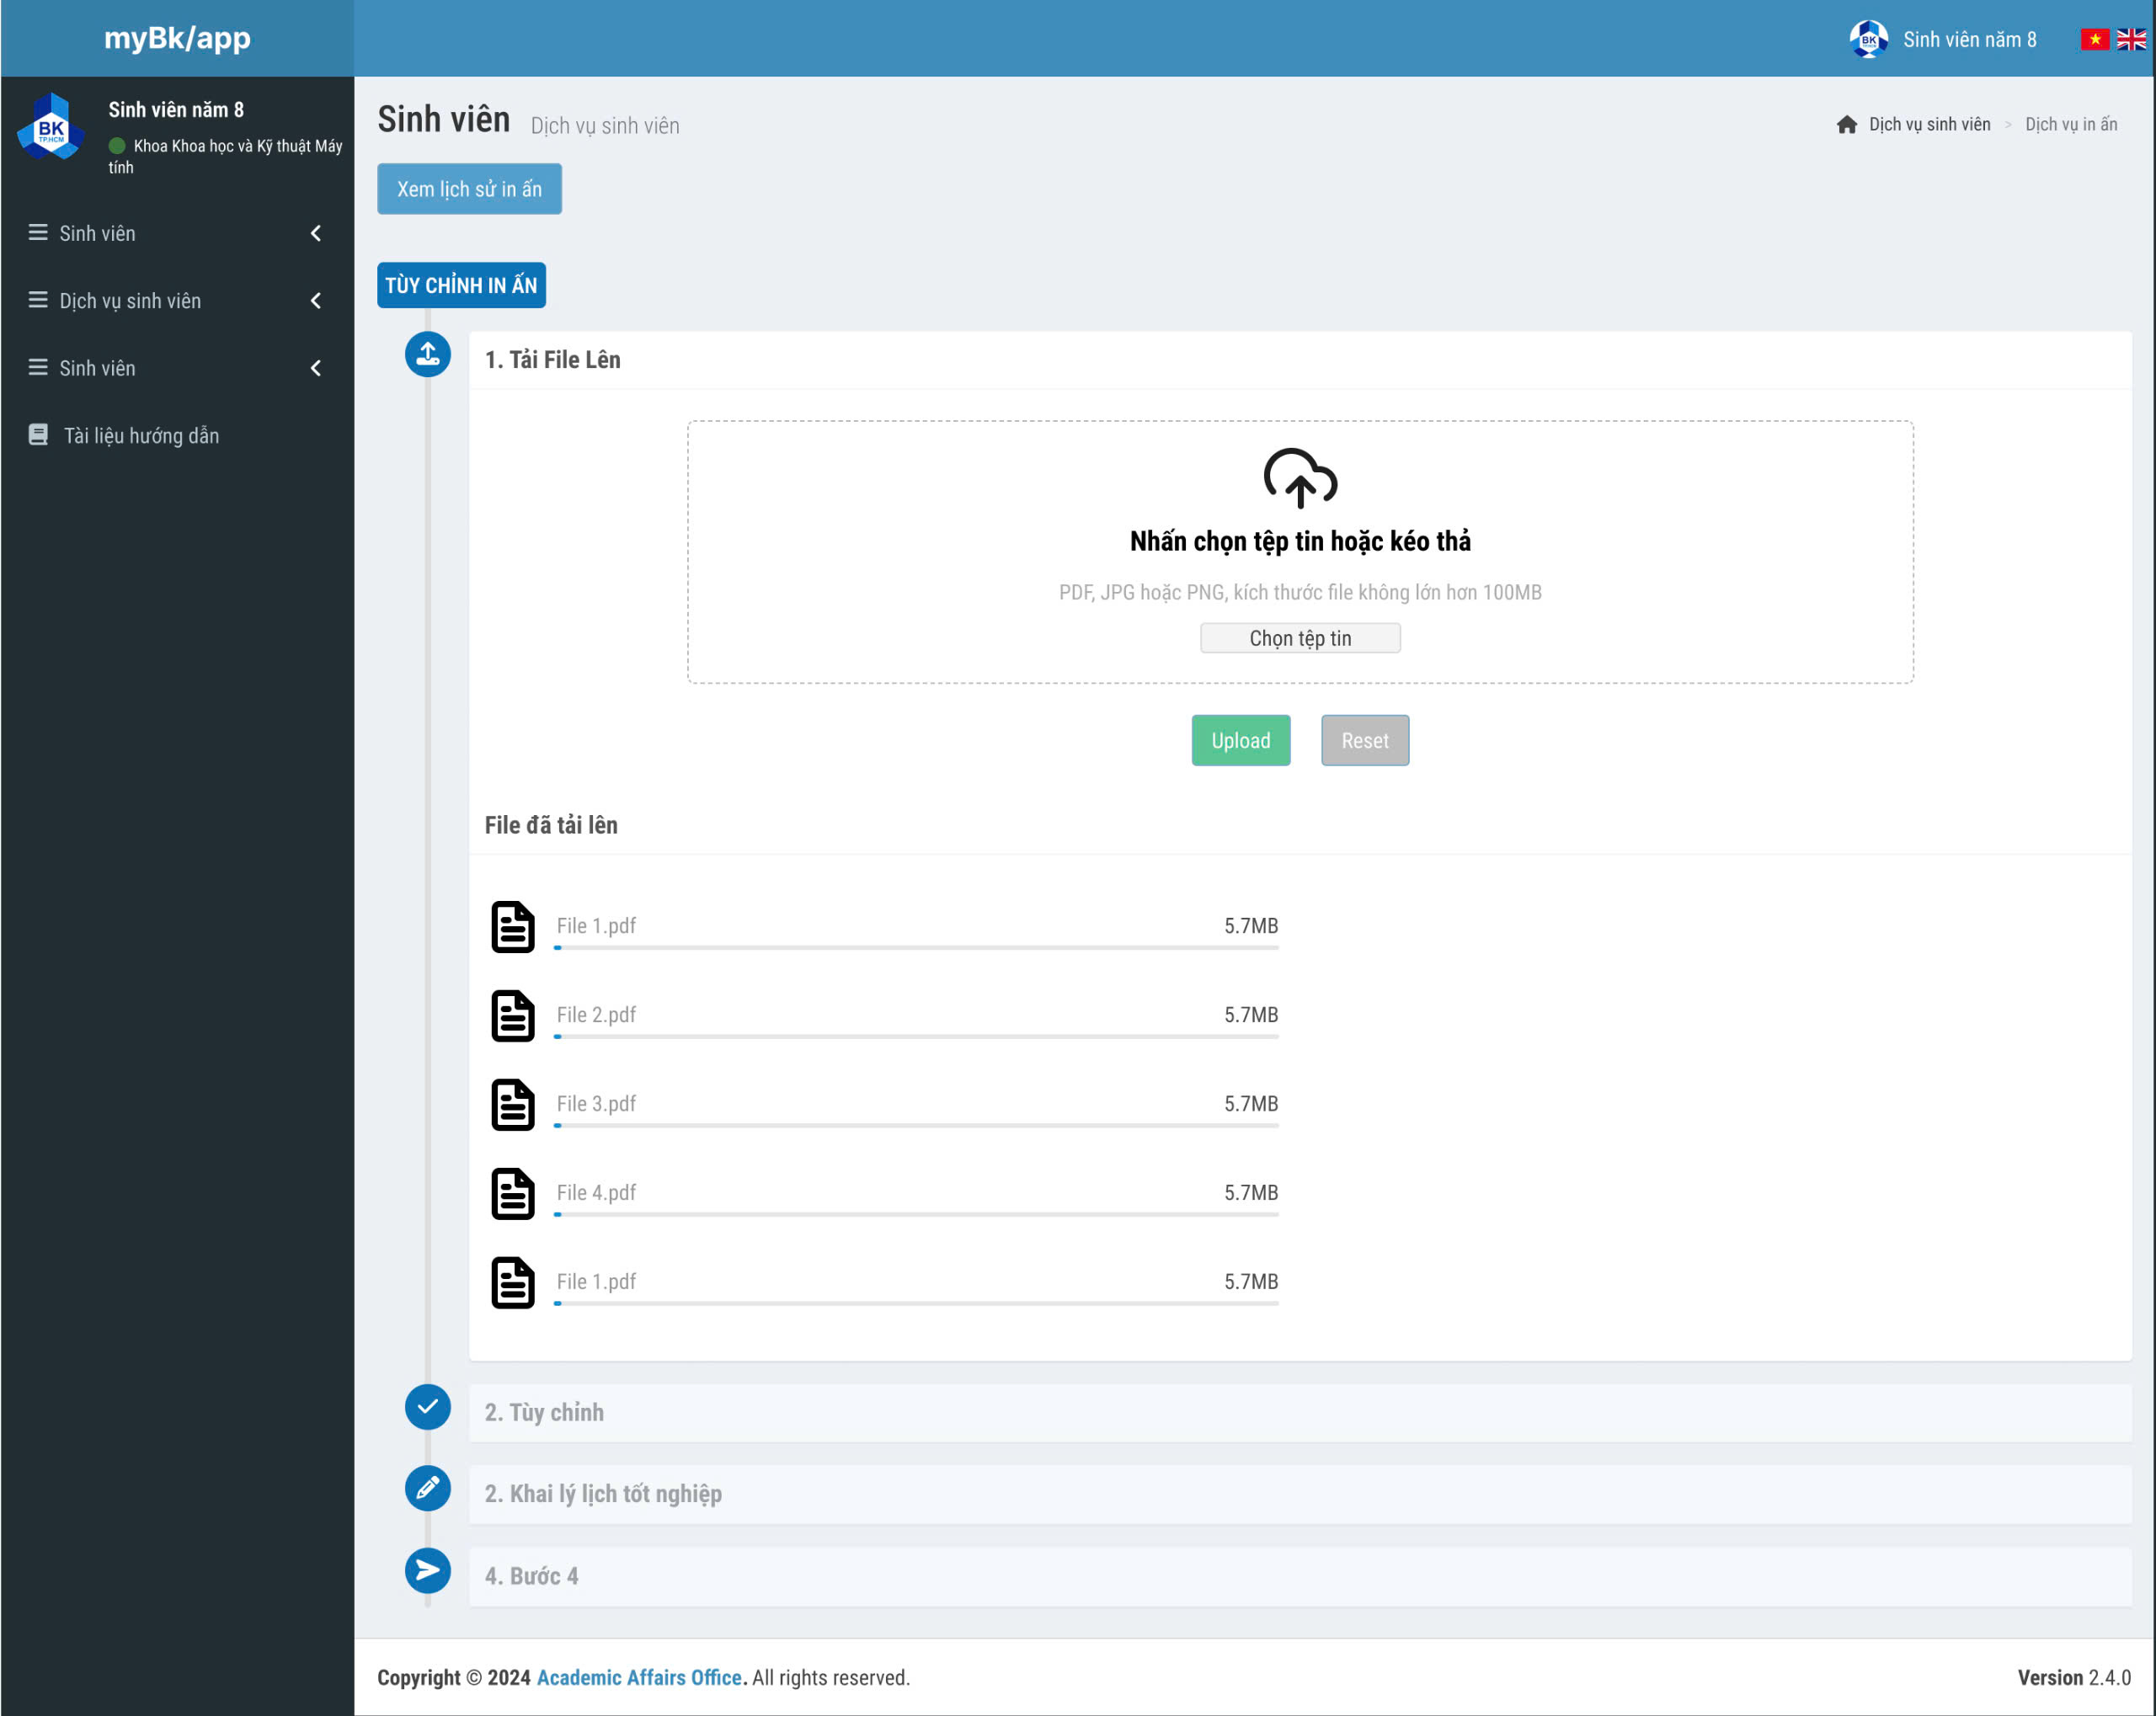 myBk/app
BK
TP.HCM
Sinh viên năm 8
BK
TP.HCM
Sinh viên năm 8
Khoa Khoa học và Kỹ thuật Máy
tính
Sinh viên
Dịch vụ sinh viên
Sinh viên
Tài liệu hướng dẫn
Sinh viên Dịch vụ sinh viên
Dịch vụ sinh viên > Dịch vụ in ấn
Xem lịch sử in ấn
TÙY CHỈNH IN ẤN
1. Tải File Lên
Nhấn chọn tệp tin hoặc kéo thả
PDF, JPG hoặc PNG, kích thước file không lớn hơn 100MB
Chọn tệp tin
Upload Reset
File đã tải lên
File 1.pdf 5.7MB
File 2.pdf 5.7MB
File 3.pdf 5.7MB
File 4.pdf 5.7MB
File 1.pdf 5.7MB
2. Tùy chỉnh
2. Khai lý lịch tốt nghiệp
4. Bước 4
Copyright © 2024 Academic Affairs Office. All rights reserved.
Version 2.4.0